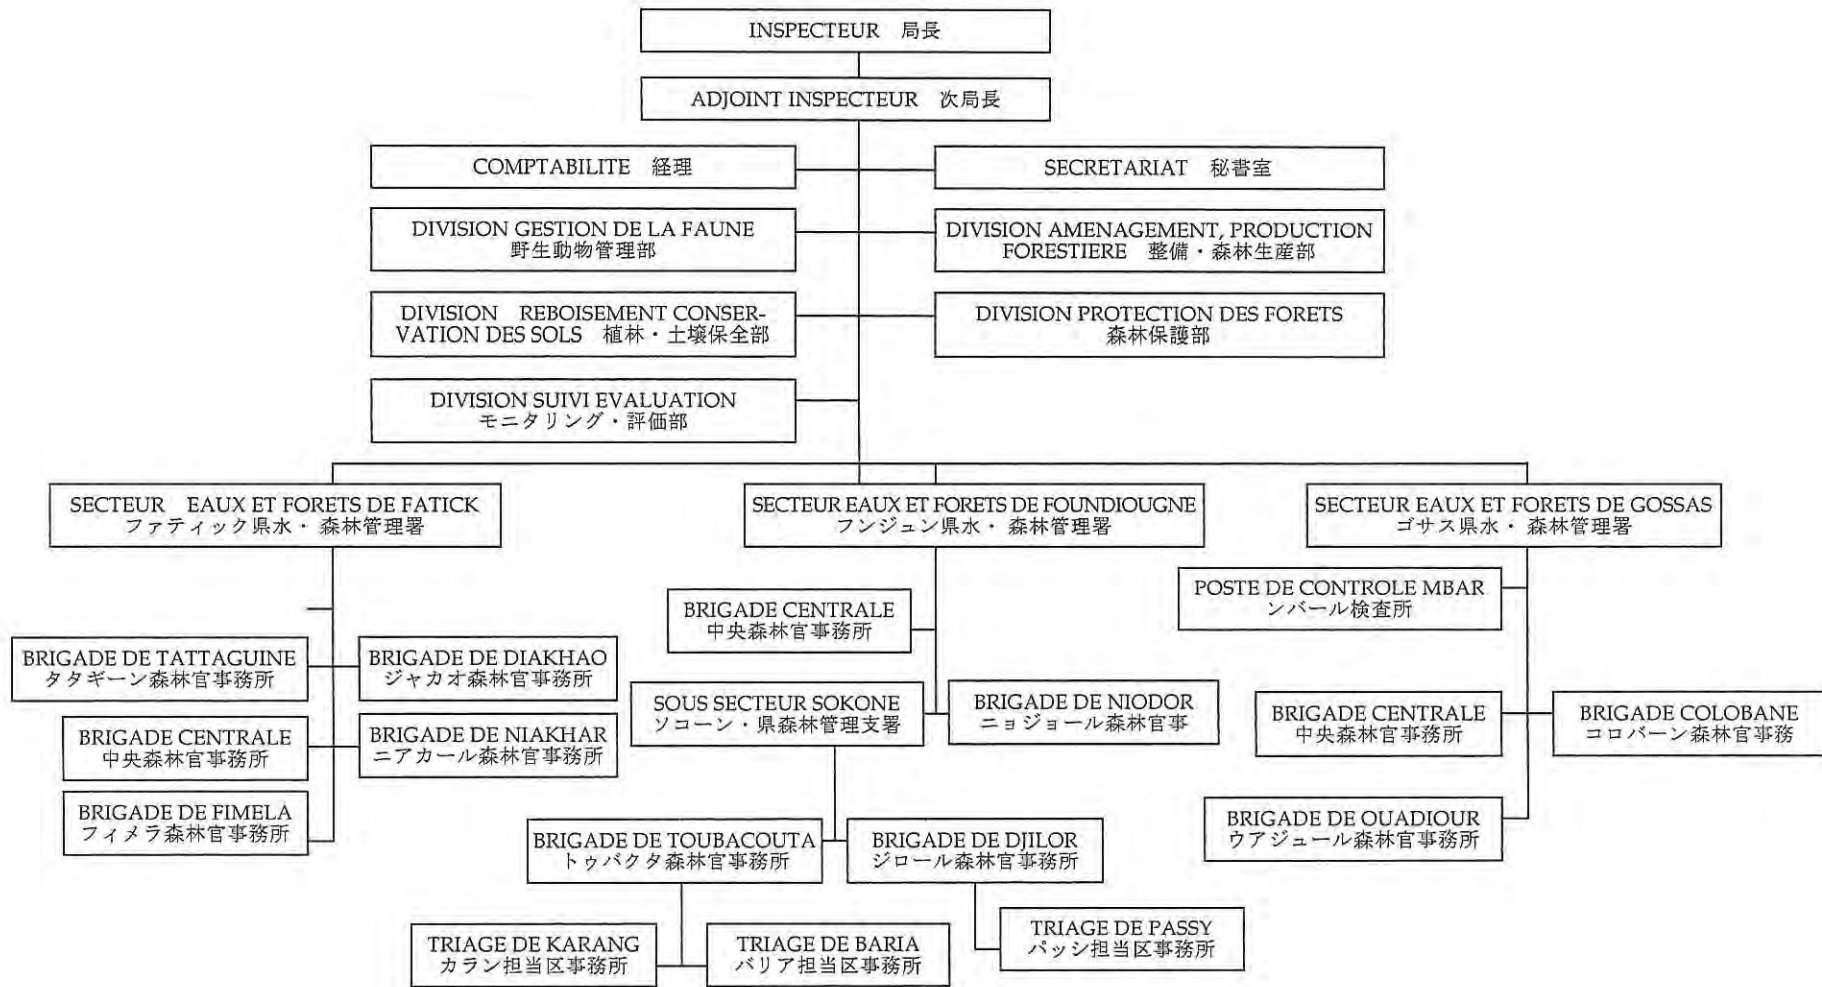 INSPECTEUR 局長
ADJOINT INSPECTEUR 次局長
COMPTABILITE 経理
SECRETARIAT 秘書室
DIVISION GESTION DE LA FAUNE
野生動物管理部
DIVISION AMENAGEMENT, PRODUCTION
FORESTIERE 整備・森林生産部
DIVISION REBOISEMENT CONSER-
VATION DES SOLS 植林・土壌保全部
DIVISION PROTECTION DES FORETS
森林保護部
DIVISION SUIVI EVALUATION
モニタリング・評価部
SECTEUR EAUX ET FORETS DE FATICK
ファティック県水・森林管理署
SECTEUR EAUX ET FORETS DE FOUNDIOUGNE
フンジュン県水・森林管理署
SECTEUR EAUX ET FORETS DE GOSSAS
ゴサス県水・森林管理署
BRIGADE DE TATTAGUINE
タタギーン森林官事務所
BRIGADE DE DIAKHAO
ジャカオ森林官事務所
BRIGADE CENTRALE
中央森林官事務所
BRIGADE DE NIAKHAR
ニアカール森林官事務所
BRIGADE DE FIMELA
フィメラ森林官事務所
BRIGADE CENTRALE
中央森林官事務所
SOUS SECTEUR SOKONE
ソコーン・県森林管理支署
BRIGADE DE NIODOR
ニョジョール森林官事
BRIGADE DE TOUBACOUTA
トゥバクタ森林官事務所
BRIGADE DE DJILOR
ジロール森林官事務所
TRIAGE DE KARANG
カラン担当区事務所
TRIAGE DE BARIA
バリア担当区事務所
TRIAGE DE PASSY
パッシ担当区事務所
POSTE DE CONTROLE MBAR
ンバール検査所
BRIGADE CENTRALE
中央森林官事務所
BRIGADE COLOBANE
コロバーン森林官事務
BRIGADE DE OUADIOUR
ウアジュール森林官事務所